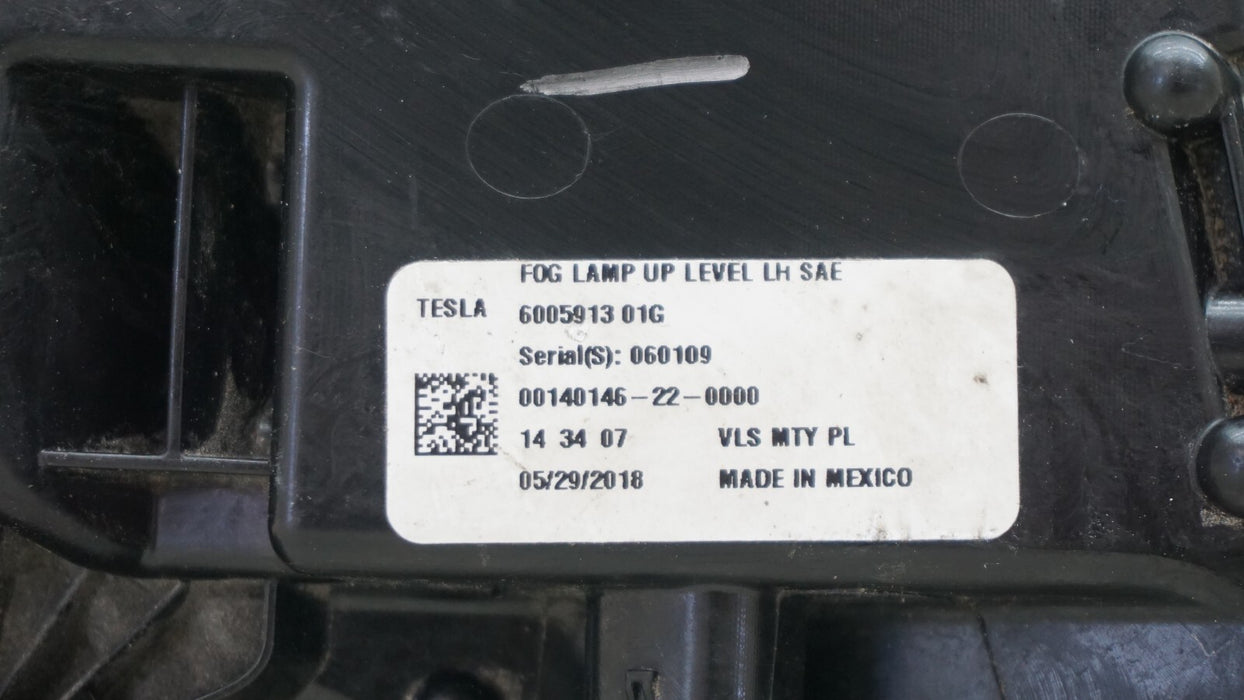 FOG LAMP UP LEVEL LH SAE
TESLA 6005913 01G
Serial(S): 060109
00140146-22-0000
14 34 07 VLS MTY PL
05/29/2018 MADE IN MEXICO